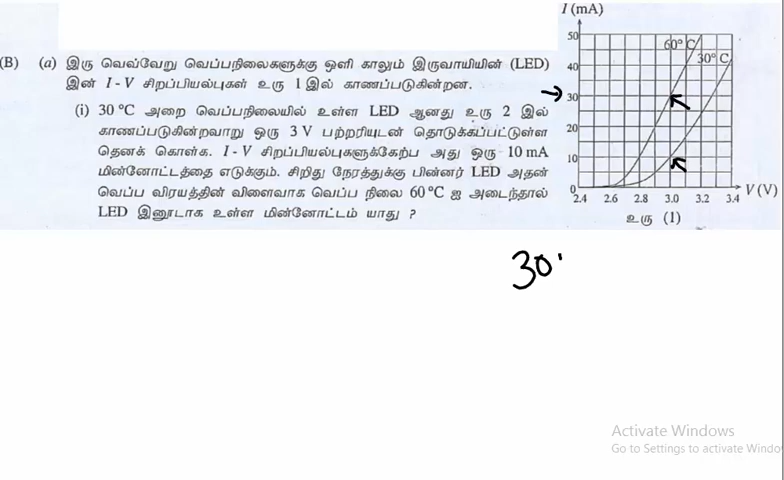 (B) (a) இரு வெவ்வேறு வெப்பநிலைகளுக்கு ஒளி காலும் இருவாயியின் (LED)
இன் I - V சிறப்பியல்புகள் உரு 1 இல் காணப்படுகின்றன.
(i) 30 °C அறை வெப்பநிலையில் உள்ள LED ஆனது உரு 2 இல்
காணப்படுகின்றவாறு ஒரு 3 V பற்றரியுடன் தொடுக்கப்பட்டுள்ள
தெனக் கொள்க. I - V சிறப்பியல்புகளுக்கேற்ப அது ஒரு 10 mA
மின்னோட்டத்தை எடுக்கும். சிறிது நேரத்துக்கு பின்னர் LED அதன்
வெப்ப விரயத்தின் விளைவாக வெப்ப நிலை 60 °C ஐ அடைந்தால்
LED இனூடாக உள்ள மின்னோட்டம் யாது ?
I (mA)
50
60° C
30° C
40
30
20
10
0
2.4 2.6 2.8 3.0 3.2 3.4 V (V)
உரு (1)
30
Activate Windows
Go to Settings to activate Windo